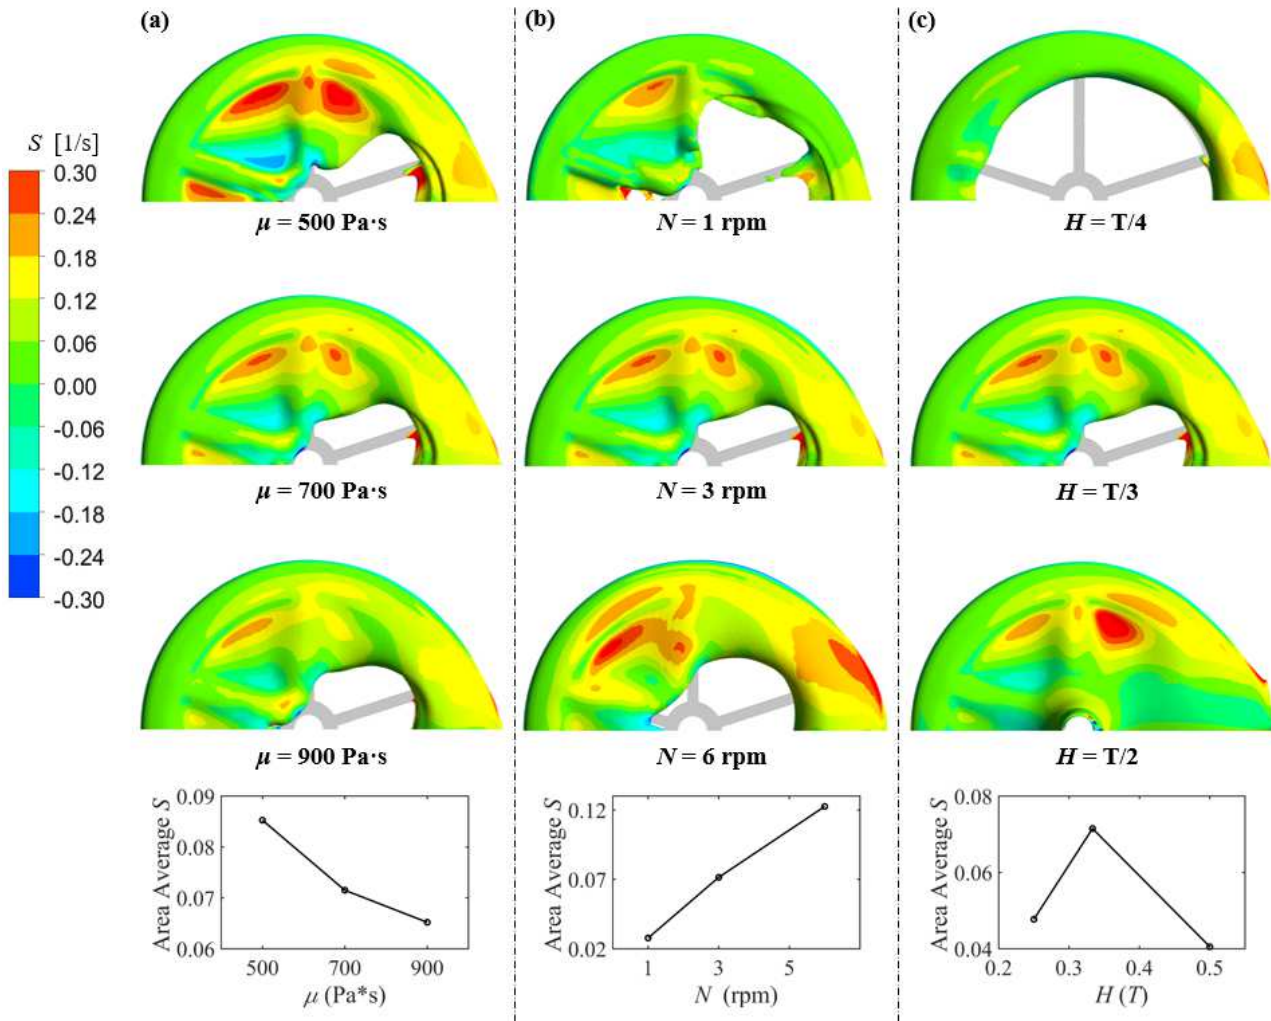 (a)
(b)
(c)
S [1/s]
0.30
0.24
0.18
0.12
0.06
0.00
-0.06
-0.12
-0.18
-0.24
-0.30
μ = 500 Pa·s
N = 1 rpm
H = T/4
μ = 700 Pa·s
N = 3 rpm
H = T/3
μ = 900 Pa·s
N = 6 rpm
H = T/2
Area Average S
0.09
0.08
0.07
0.06
500 700 900
μ (Pa*s)
Area Average S
0.12
0.07
0.02
1 3 5
N (rpm)
Area Average S
0.08
0.06
0.04
0.2 0.3 0.4 0.5
H (T)